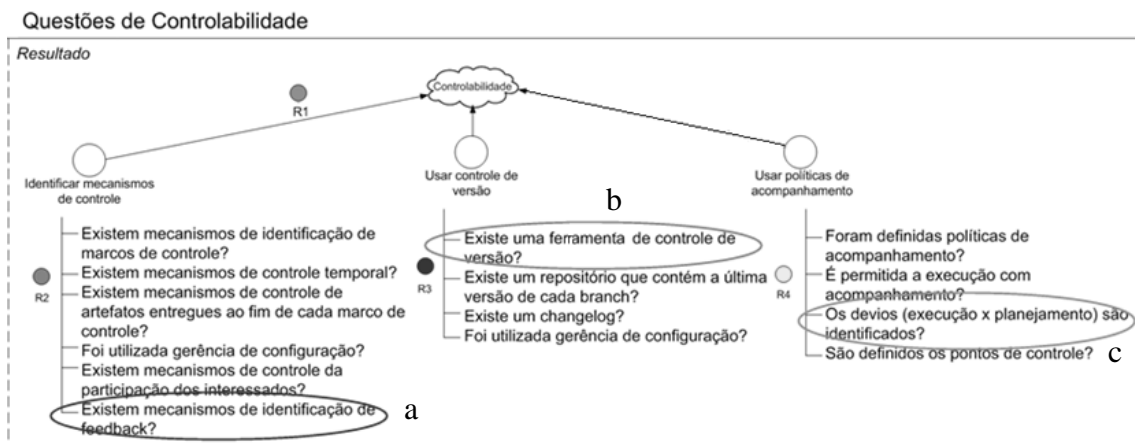 Questões de Controlabilidade
Resultado
Controlabilidade
R1
Identificar mecanismos
de controle
Usar controle de
versão
Usar políticas de
acompanhamento
Existem mecanismos de identificação de
marcos de controle?
Existem mecanismos de controle temporal?
R2
Existem mecanismos de controle de
artefatos entregues ao fim de cada marco de
controle?
Foi utilizada gerência de configuração?
Existem mecanismos de controle da
participação dos interessados?
Existem mecanismos de identificação de
feedback?
a
b
Existe uma ferramenta de controle de
versão?
R3
Existe um repositório que contém a última
versão de cada branch?
Existe um changelog?
Foi utilizada gerência de configuração?
Foram definidas políticas de
acompanhamento?
R4
É permitida a execução com
acompanhamento?
Os devios (execução x planejamento) são
identificados?
São definidos os pontos de controle?
c